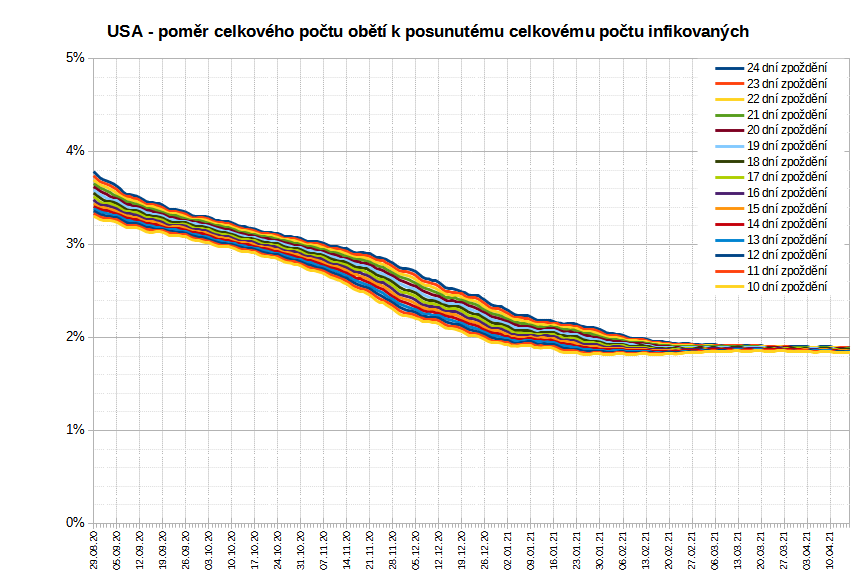 USA - poměr celkového počtu obětí k posunutému celkovému počtu infikovaných
5%
4%
3%
2%
1%
0%
24 dní zpoždění
23 dní zpoždění
22 dní zpoždění
21 dní zpoždění
20 dní zpoždění
19 dní zpoždění
18 dní zpoždění
17 dní zpoždění
16 dní zpoždění
15 dní zpoždění
14 dní zpoždění
13 dní zpoždění
12 dní zpoždění
11 dní zpoždění
10 dní zpoždění
29.08.20
05.09.20
12.09.20
19.09.20
26.09.20
03.10.20
10.10.20
17.10.20
24.10.20
31.10.20
07.11.20
14.11.20
21.11.20
28.11.20
05.12.20
12.12.20
19.12.20
26.12.20
02.01.21
09.01.21
16.01.21
23.01.21
30.01.21
06.02.21
13.02.21
20.02.21
27.02.21
06.03.21
13.03.21
20.03.21
27.03.21
03.04.21
10.04.21